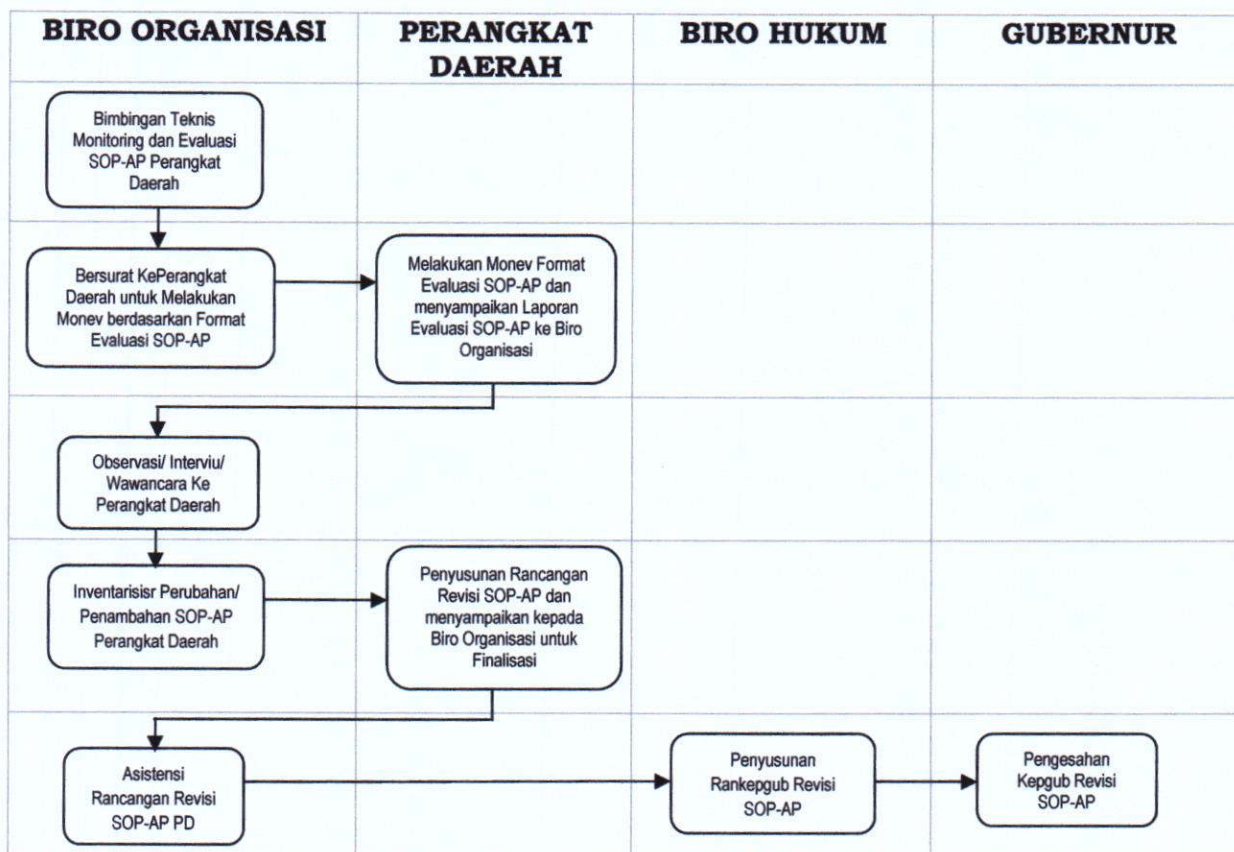 BIRO ORGANISASI
PERANGKAT
DAERAH
BIRO HUKUM
GUBERNUR
Bimbingan Teknis
Monitoring dan Evaluasi
SOP-AP Perangkat
Daerah
Bersurat KePerangkat
Daerah untuk Melakukan
Monev berdasarkan Format
Evaluasi SOP-AP
Melakukan Monev Format
Evaluasi SOP-AP dan
menyampaikan Laporan
Evaluasi SOP-AP ke Biro
Organisasi
Observasi/ Interviu/
Wawancara Ke
Perangkat Daerah
Inventarisisr Perubahan/
Penambahan SOP-AP
Perangkat Daerah
Penyusunan Rancangan
Revisi SOP-AP dan
menyampaikan kepada
Biro Organisasi untuk
Finalisasi
Asistensi
Rancangan Revisi
SOP-AP PD
Penyusunan
Rankepgub Revisi
SOP-AP
Pengesahan
Kepgub Revisi
SOP-AP